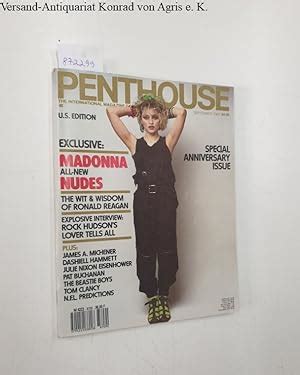 Versand-Antiquariat Konrad von Agris e. K.
872299
PENTHOUSE
THE INTERNATIONAL MAGAZINE
U.S. EDITION
EXCLUSIVE:
MADONNA
ALL-NEW
NUDES
THE WIT & WISDOM
OF RONALD REAGAN
EXPLOSIVE INTERVIEW:
ROCK HUDSON'S
LOVER TELLS ALL
PLUS:
JAMES A. MICHENER
DASHIELL HAMMETT
JULIE NIXON EISENHOWER
PAT BUCHANAN
THE BEASTIE BOYS
TOM CLANCY
N.F.L. PREDICTIONS
SPECIAL
ANNIVERSARY
ISSUE